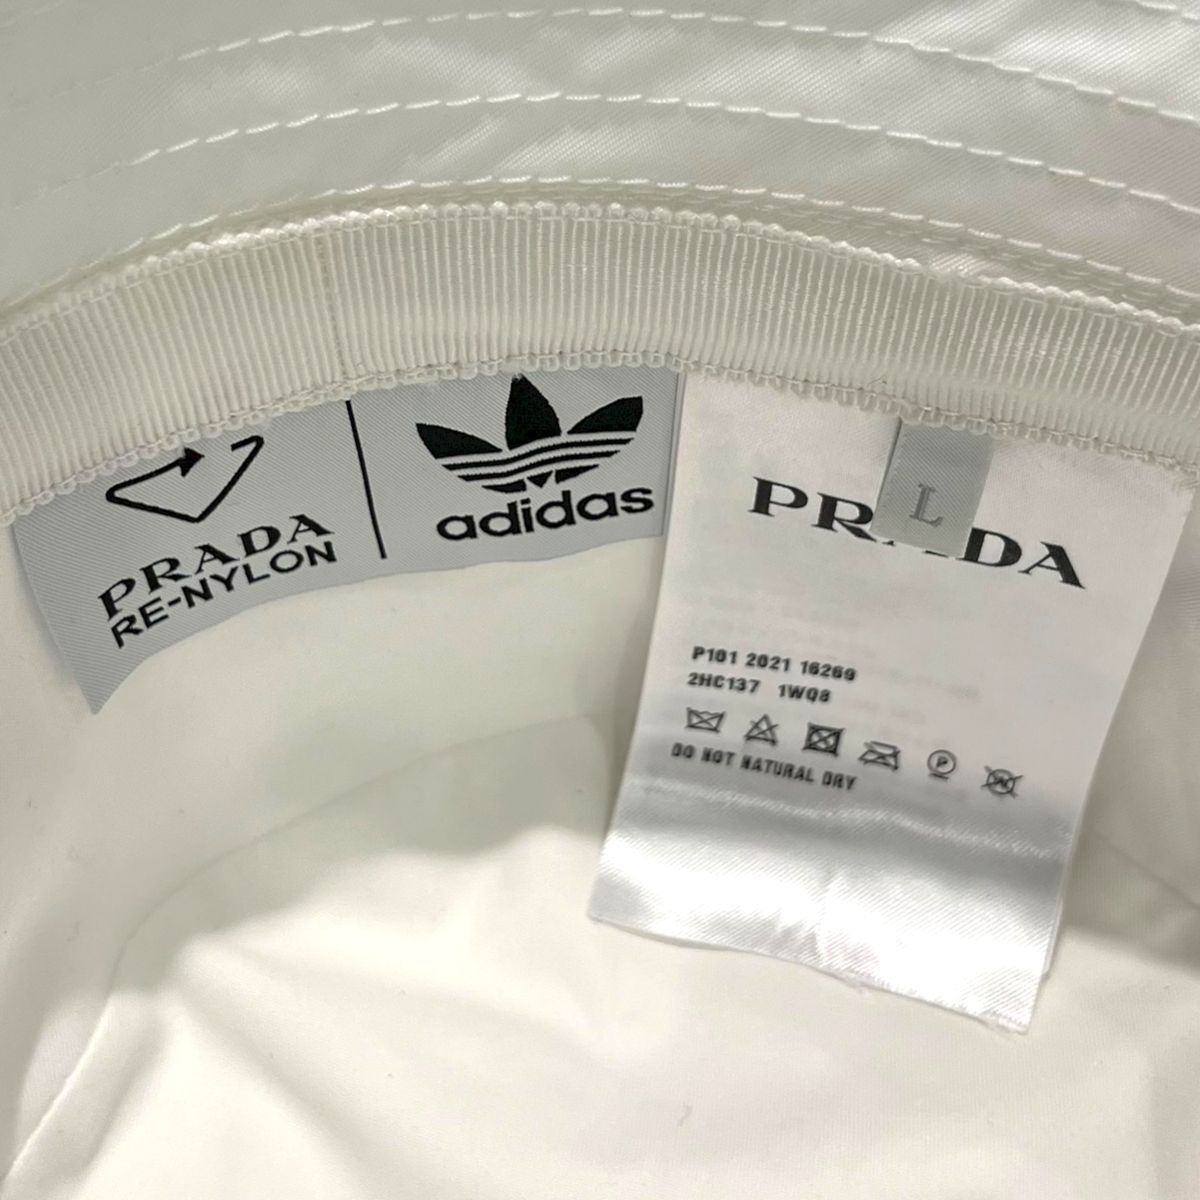 PRADA
RE-NYLON
adidas
L
PRADA
P101 2021 16269
2HC137 1WQ8
P
DO NOT NATURAL DRY